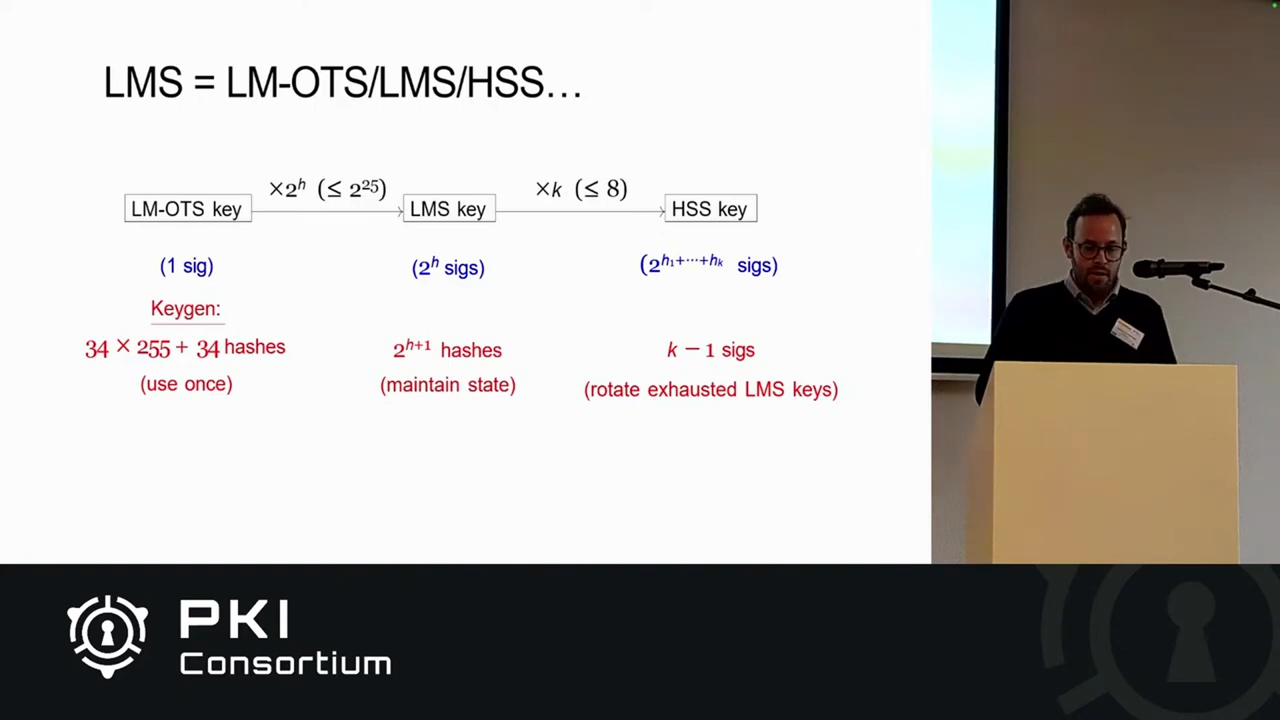 LMS = LM-OTS/LMS/HSS…
×2^h (≤ 2^25) ×k (≤ 8)
LM-OTS key LMS key HSS key
(1 sig) (2^h sigs) (2^{h_1+⋯+h_k} sigs)
Keygen:
34 × 255 + 34 hashes 2^{h+1} hashes k − 1 sigs
(use once) (maintain state) (rotate exhausted LMS keys)
PKI
Consortium